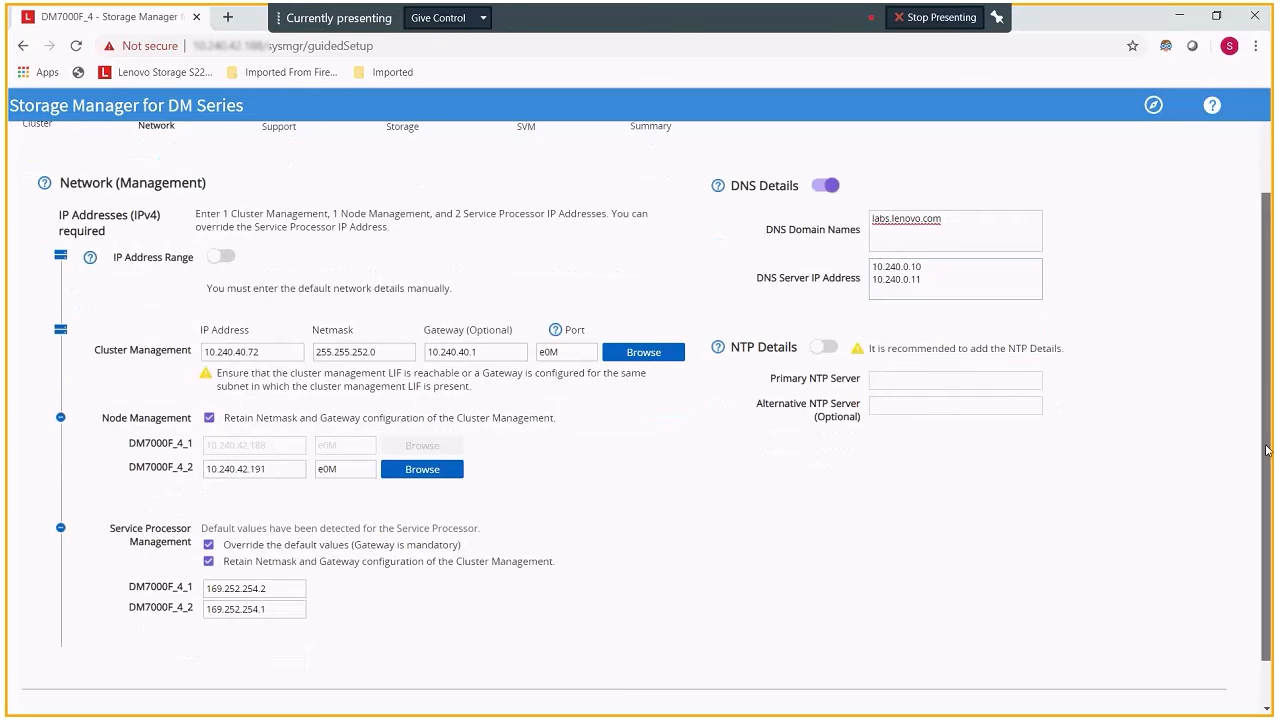 DM7000F_4 - Storage Manager f
Currently presenting
Give Control
Stop Presenting
Not secure
sysmgr/guidedSetup
S
Apps
Lenovo Storage S22...
Imported From Fire...
Imported
Storage Manager for DM Series
Cluster
Network
Support
Storage
SVM
Summary
Network (Management)
IP Addresses (IPv4)
required
Enter 1 Cluster Management, 1 Node Management, and 2 Service Processor IP Addresses. You can
override the Service Processor IP Address.
IP Address Range
You must enter the default network details manually.
IP Address
Netmask
Gateway (Optional)
Port
Cluster Management
10.240.40.72
255.255.252.0
10.240.40.1
e0M
Browse
Ensure that the cluster management LIF is reachable or a Gateway is configured for the same
subnet in which the cluster management LIF is present.
Node Management
Retain Netmask and Gateway configuration of the Cluster Management.
DM7000F_4_1
10.240.42.188
e0M
Browse
DM7000F_4_2
10.240.42.191
e0M
Browse
Service Processor
Management
Default values have been detected for the Service Processor.
Override the default values (Gateway is mandatory)
Retain Netmask and Gateway configuration of the Cluster Management.
DM7000F_4_1
169.252.254.2
DM7000F_4_2
169.252.254.1
DNS Details
DNS Domain Names
labs.lenovo.com
DNS Server IP Address
10.240.0.10
10.240.0.11
NTP Details
It is recommended to add the NTP Details.
Primary NTP Server
Alternative NTP Server
(Optional)